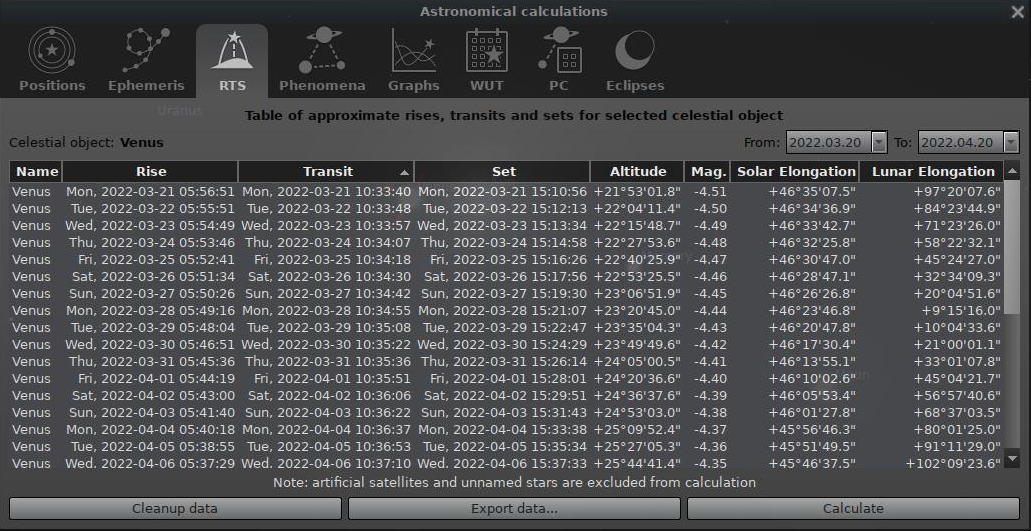 Astronomical calculations
Positions Ephemeris RTS Phenomena Graphs WUT PC Eclipses
Uranus
Table of approximate rises, transits and sets for selected celestial object
Celestial object: Venus From: 2022.03.20 To: 2022.04.20
Name Rise Transit Set Altitude Mag. Solar Elongation Lunar Elongation
Venus Mon, 2022-03-21 05:56:51 Mon, 2022-03-21 10:33:40 Mon, 2022-03-21 15:10:56 +21°53'01.8" -4.51 +46°35'07.5" +97°20'07.6"
Venus Tue, 2022-03-22 05:55:51 Tue, 2022-03-22 10:33:48 Tue, 2022-03-22 15:12:13 +22°04'11.4" -4.50 +46°34'36.9" +84°23'44.9"
Venus Wed, 2022-03-23 05:54:49 Wed, 2022-03-23 10:33:57 Wed, 2022-03-23 15:13:34 +22°15'48.7" -4.49 +46°33'42.7" +71°23'26.0"
Venus Thu, 2022-03-24 05:53:46 Thu, 2022-03-24 10:34:07 Thu, 2022-03-24 15:14:58 +22°27'53.6" -4.48 +46°32'25.8" +58°22'32.1"
Venus Fri, 2022-03-25 05:52:41 Fri, 2022-03-25 10:34:18 Fri, 2022-03-25 15:16:26 +22°40'25.9" -4.47 +46°30'47.0" +45°24'27.0"
Venus Sat, 2022-03-26 05:51:34 Sat, 2022-03-26 10:34:30 Sat, 2022-03-26 15:17:56 +22°53'25.5" -4.46 +46°28'47.1" +32°34'09.3"
Venus Sun, 2022-03-27 05:50:26 Sun, 2022-03-27 10:34:42 Sun, 2022-03-27 15:19:30 +23°06'51.9" -4.45 +46°26'26.8" +20°04'51.6"
Venus Mon, 2022-03-28 05:49:16 Mon, 2022-03-28 10:34:55 Mon, 2022-03-28 15:21:07 +23°20'45.0" -4.44 +46°23'46.8" +9°15'16.0"
Venus Tue, 2022-03-29 05:48:04 Tue, 2022-03-29 10:35:08 Tue, 2022-03-29 15:22:47 +23°35'04.3" -4.43 +46°20'47.8" +10°04'33.6"
Venus Wed, 2022-03-30 05:46:51 Wed, 2022-03-30 10:35:22 Wed, 2022-03-30 15:24:29 +23°49'49.6" -4.42 +46°17'30.4" +21°00'01.1"
Venus Thu, 2022-03-31 05:45:36 Thu, 2022-03-31 10:35:36 Thu, 2022-03-31 15:26:14 +24°05'00.5" -4.41 +46°13'55.1" +33°01'07.8"
Venus Fri, 2022-04-01 05:44:19 Fri, 2022-04-01 10:35:51 Fri, 2022-04-01 15:28:01 +24°20'36.6" -4.40 +46°10'02.6" +45°04'21.7"
Venus Sat, 2022-04-02 05:43:00 Sat, 2022-04-02 10:36:06 Sat, 2022-04-02 15:29:51 +24°36'37.6" -4.39 +46°05'53.4" +56°57'40.6"
Venus Sun, 2022-04-03 05:41:40 Sun, 2022-04-03 10:36:22 Sun, 2022-04-03 15:31:43 +24°53'03.0" -4.38 +46°01'27.8" +68°37'03.5"
Venus Mon, 2022-04-04 05:40:18 Mon, 2022-04-04 10:36:37 Mon, 2022-04-04 15:33:38 +25°09'52.4" -4.37 +45°56'46.3" +80°01'25.0"
Venus Tue, 2022-04-05 05:38:55 Tue, 2022-04-05 10:36:53 Tue, 2022-04-05 15:35:34 +25°27'05.3" -4.36 +45°51'49.5" +91°11'29.0"
Venus Wed, 2022-04-06 05:37:29 Wed, 2022-04-06 10:37:10 Wed, 2022-04-06 15:37:33 +25°44'41.4" -4.35 +45°46'37.5" +102°09'23.6"
Note: artificial satellites and unnamed stars are excluded from calculation
Cleanup data Export data... Calculate